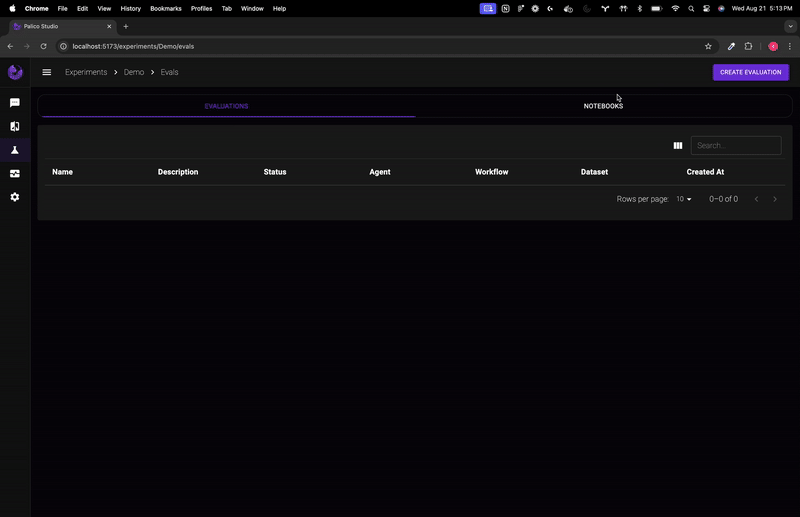 Chrome File Edit View History Bookmarks Profiles Tab Window Help Wed Aug 21 5:13 PM
Palico Studio
localhost:5173/experiments/Demo/evals
Experiments Demo Evals CREATE EVALUATION
EVALUATIONS NOTEBOOKS
Search...
Name Description Status Agent Workflow Dataset Created At
Rows per page: 10 0–0 of 0